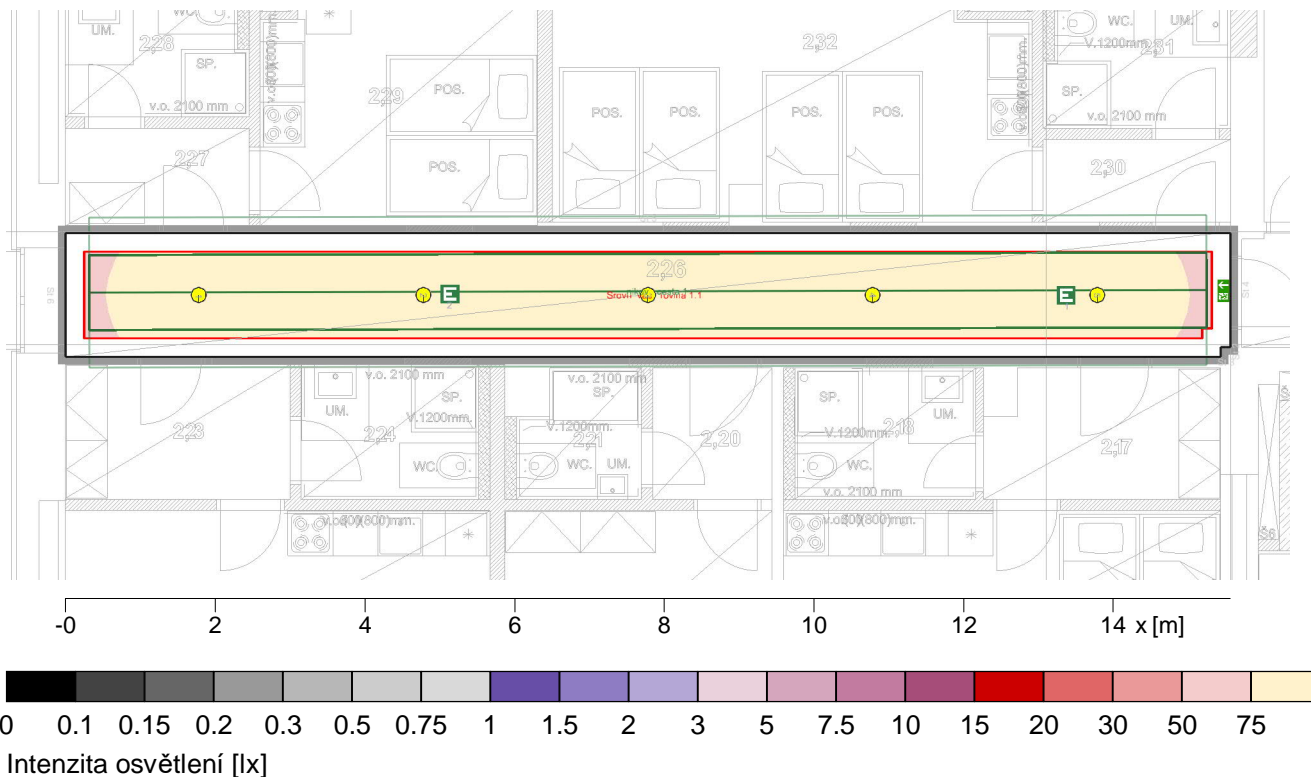 UM.
WC.
2,28
SP.
v.o. 2100 mm
2,29
POS.
POS.
2,27
POS.
POS.
2,32
POS.
POS.
WC.
UM.
V.1200mm.
2,31
SP.
v.o. 2100 mm
2,30
2,26
E
2
E
1
v.o. 2100 mm
SP.
UM.
V.1200mm.
2,23
2,24
WC.
v.o. 2100 mm
SP.
V.1200mm.
2,21
WC.
UM.
2,20
SP.
UM.
V.1200mm.
2,18
WC.
v.o. 2100 mm
2,17
Š6
-0 2 4 6 8 10 12 14 x [m]
0 0.1 0.15 0.2 0.3 0.5 0.75 1 1.5 2 3 5 7.5 10 15 20 30 50 75
Intenzita osvětlení [lx]